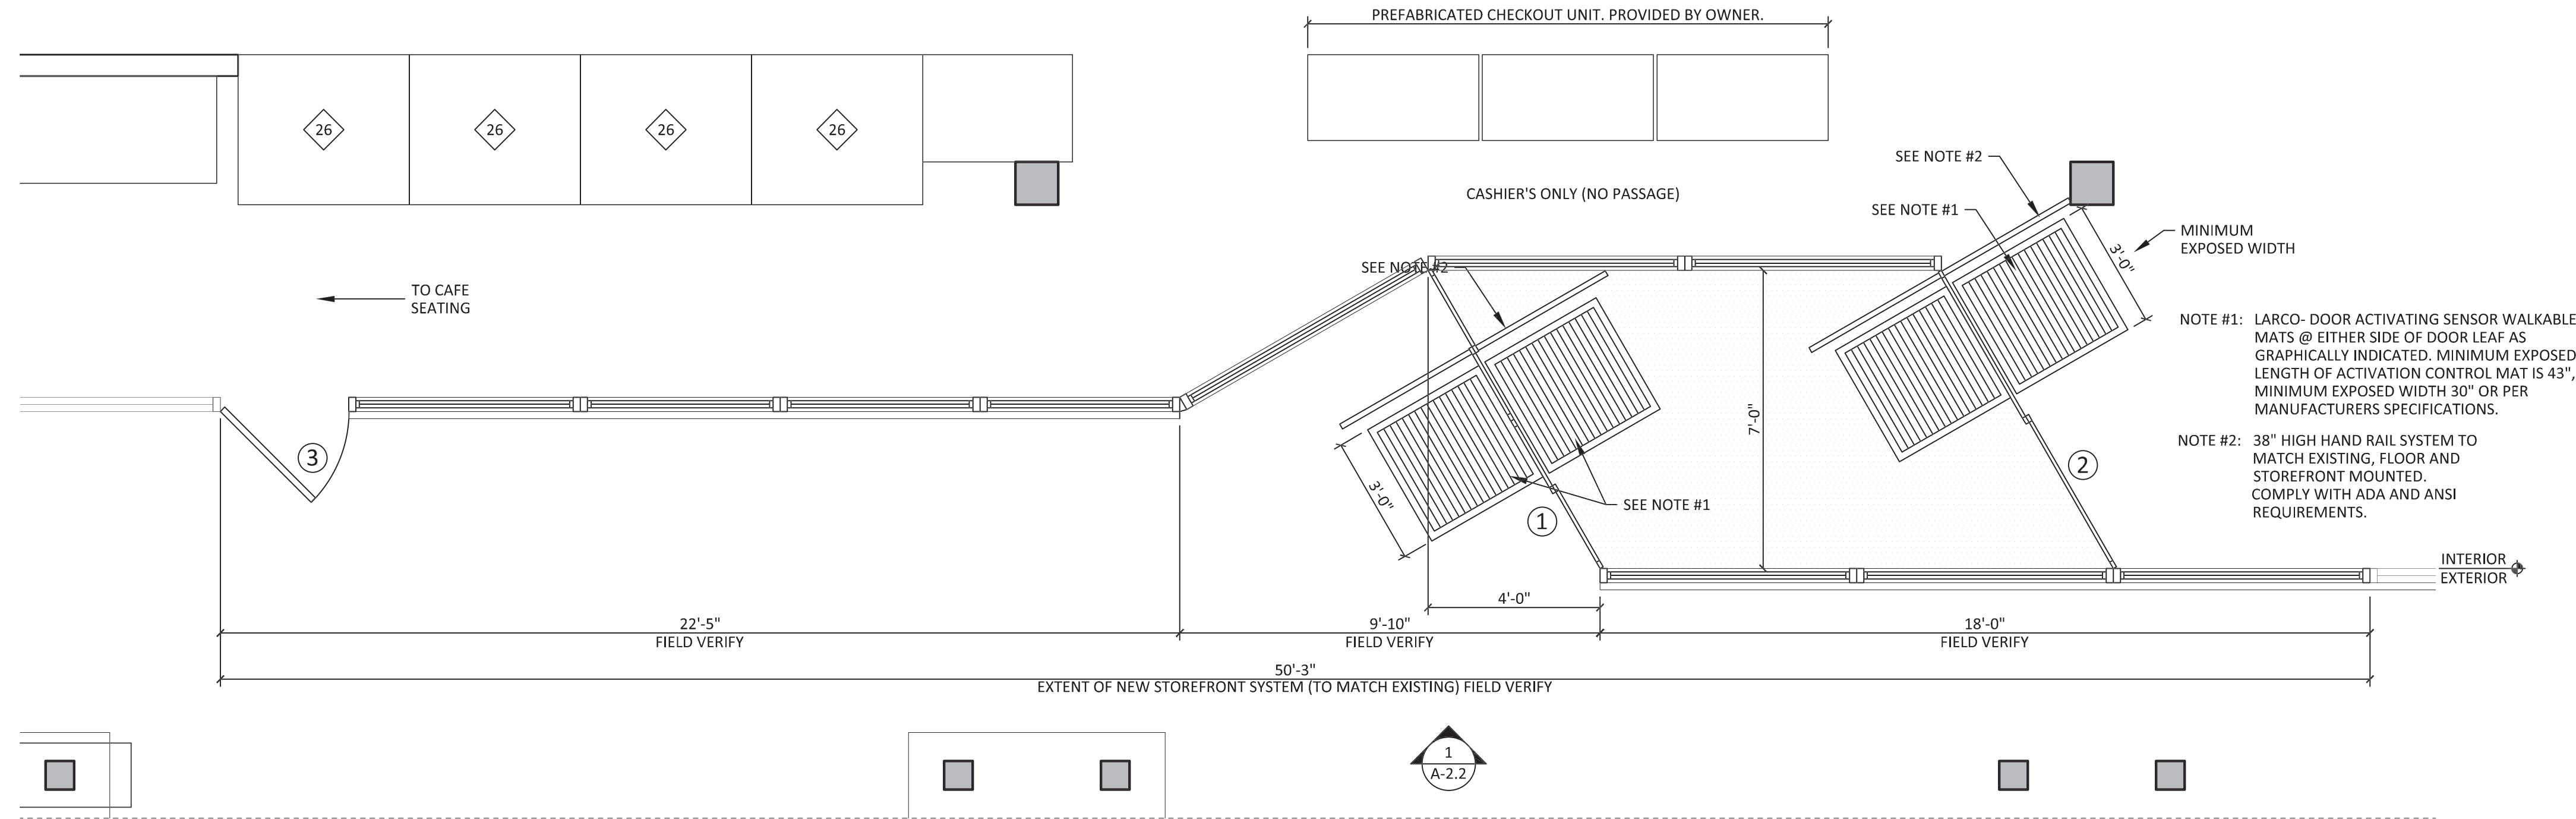 PREFABRICATED CHECKOUT UNIT. PROVIDED BY OWNER.
26
26
26
26
SEE NOTE #2
CASHIER'S ONLY (NO PASSAGE)
SEE NOTE #1
MINIMUM
EXPOSED WIDTH
3'-0"
SEE NOTE #2
TO CAFE
SEATING
NOTE #1: LARCO- DOOR ACTIVATING SENSOR WALKABLE
MATS @ EITHER SIDE OF DOOR LEAF AS
GRAPHICALLY INDICATED. MINIMUM EXPOSED
LENGTH OF ACTIVATION CONTROL MAT IS 43",
MINIMUM EXPOSED WIDTH 30" OR PER
MANUFACTURERS SPECIFICATIONS.
7'-0"
NOTE #2: 38" HIGH HAND RAIL SYSTEM TO
MATCH EXISTING, FLOOR AND
STOREFRONT MOUNTED.
COMPLY WITH ADA AND ANSI
REQUIREMENTS.
3
2
3'-0"
SEE NOTE #1
1
INTERIOR
EXTERIOR
4'-0"
22'-5"
FIELD VERIFY
9'-10"
FIELD VERIFY
18'-0"
FIELD VERIFY
50'-3"
EXTENT OF NEW STOREFRONT SYSTEM (TO MATCH EXISTING) FIELD VERIFY
1
A-2.2